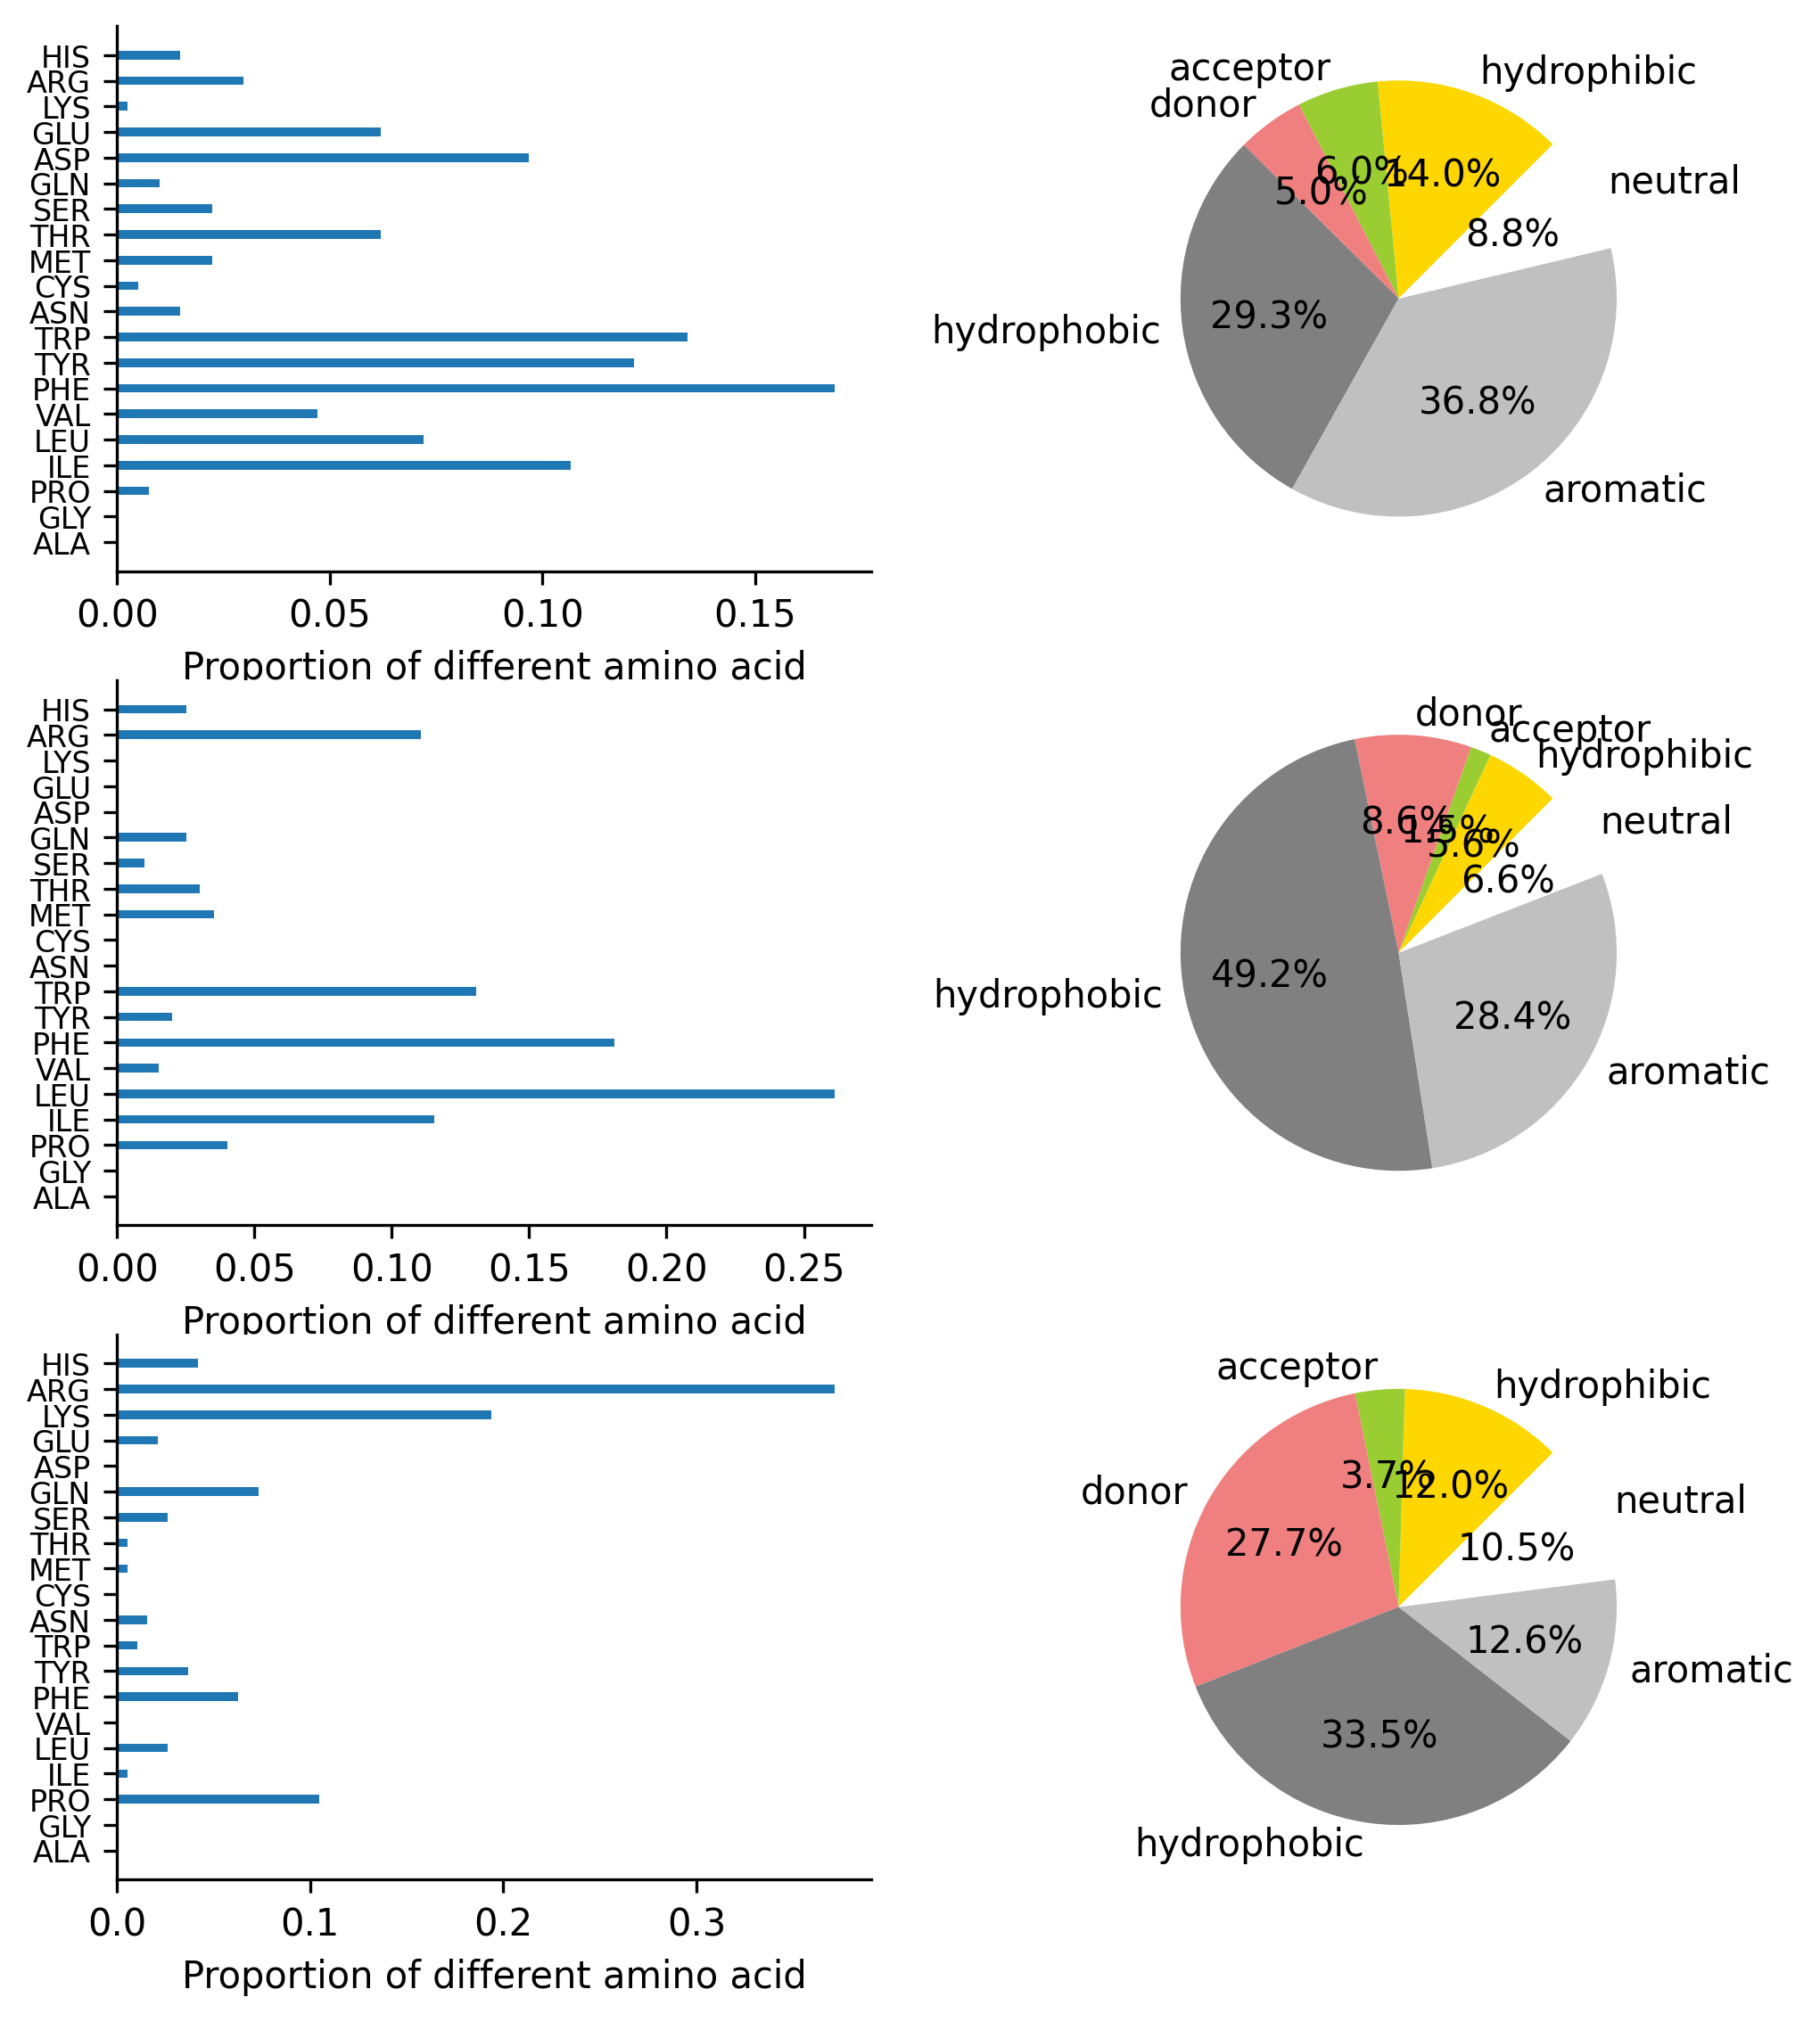 HIS
ARG
LYS
GLU
ASP
GLN
SER
THR
MET
CYS
ASN
TRP
TYR
PHE
VAL
LEU
ILE
PRO
GLY
ALA
0.00 0.05 0.10 0.15
Proportion of different amino acid
acceptor
hydrophibic
donor
neutral
6.0%
14.0%
5.0%
8.8%
hydrophobic
29.3%
36.8%
aromatic
HIS
ARG
LYS
GLU
ASP
GLN
SER
THR
MET
CYS
ASN
TRP
TYR
PHE
VAL
LEU
ILE
PRO
GLY
ALA
0.00 0.05 0.10 0.15 0.20 0.25
Proportion of different amino acid
donor
acceptor
hydrophibic
neutral
8.6%
1.5%
5.6%
6.6%
49.2%
hydrophobic
28.4%
aromatic
HIS
ARG
LYS
GLU
ASP
GLN
SER
THR
MET
CYS
ASN
TRP
TYR
PHE
VAL
LEU
ILE
PRO
GLY
ALA
0.0 0.1 0.2 0.3
Proportion of different amino acid
acceptor
hydrophibic
donor
neutral
3.7%
12.0%
27.7%
10.5%
12.6%
aromatic
33.5%
hydrophobic